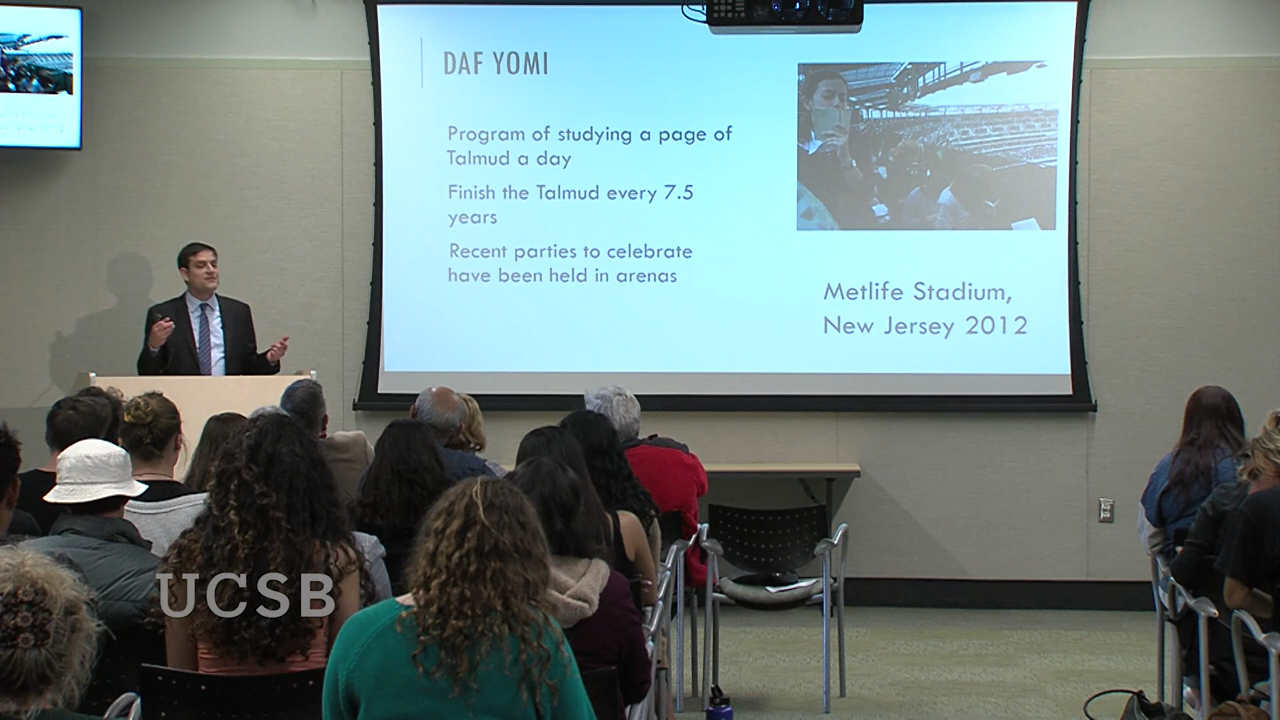 DAF YOMI
Program of studying a page of
Talmud a day
Finish the Talmud every 7.5
years
Recent parties to celebrate
have been held in arenas
Metlife Stadium,
New Jersey 2012
UCSB